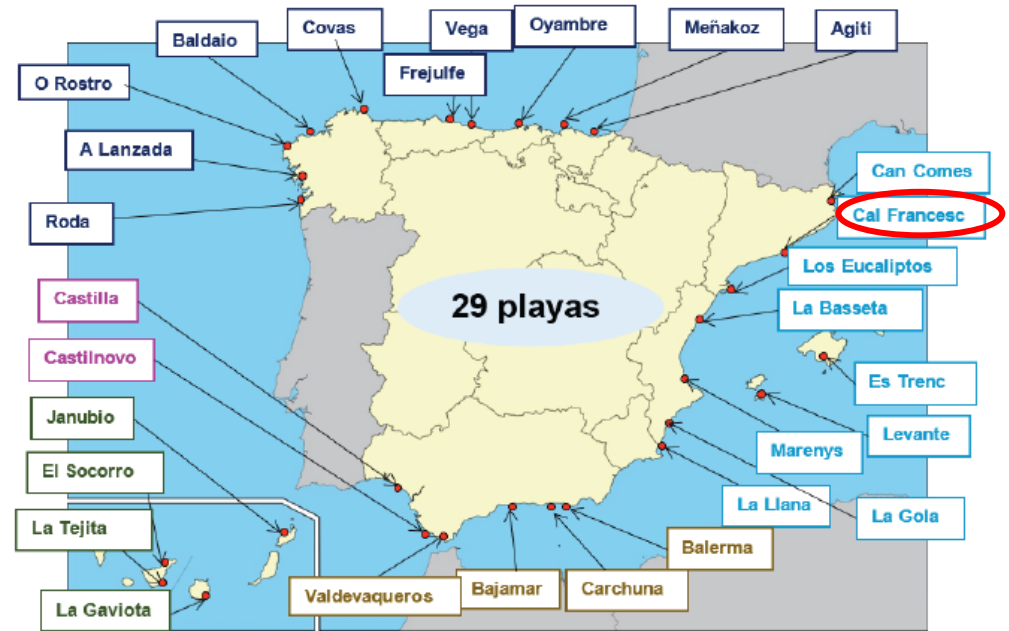 Covas
Vega
Oyambre
Meñakoz
Agiti
Baldaio
Frejulfe
O Rostro
A Lanzada
Can Comes
Roda
Cal Francesc
Los Eucaliptos
29 playas
Castilla
La Basseta
Castilnovo
Es Trenc
Janubio
Levante
Marenys
El Socorro
La Llana
La Gola
La Tejita
Balerma
Valdevaqueros
Bajamar
Carchuna
La Gaviota